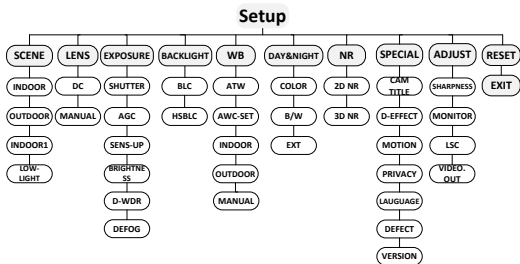 Setup
SCENE LENS EXPOSURE BACKLIGHT WB DAY&NIGHT NR SPECIAL ADJUST RESET
INDOOR DC SHUTTER BLC ATW COLOR 2D NR CAM TITLE SHARPNESS EXIT
OUTDOOR MANUAL AGC HSBLC AWC-SET B/W 3D NR D-EFFECT MONITOR
INDOOR1 SENS-UP INDOOR EXT MOTION LSC
LOW-LIGHT BRIGHTNESS OUTDOOR PRIVACY VIDEO.OUT
D-WDR MANUAL LAUGUAGE
DEFOG DEFECT
VERSION